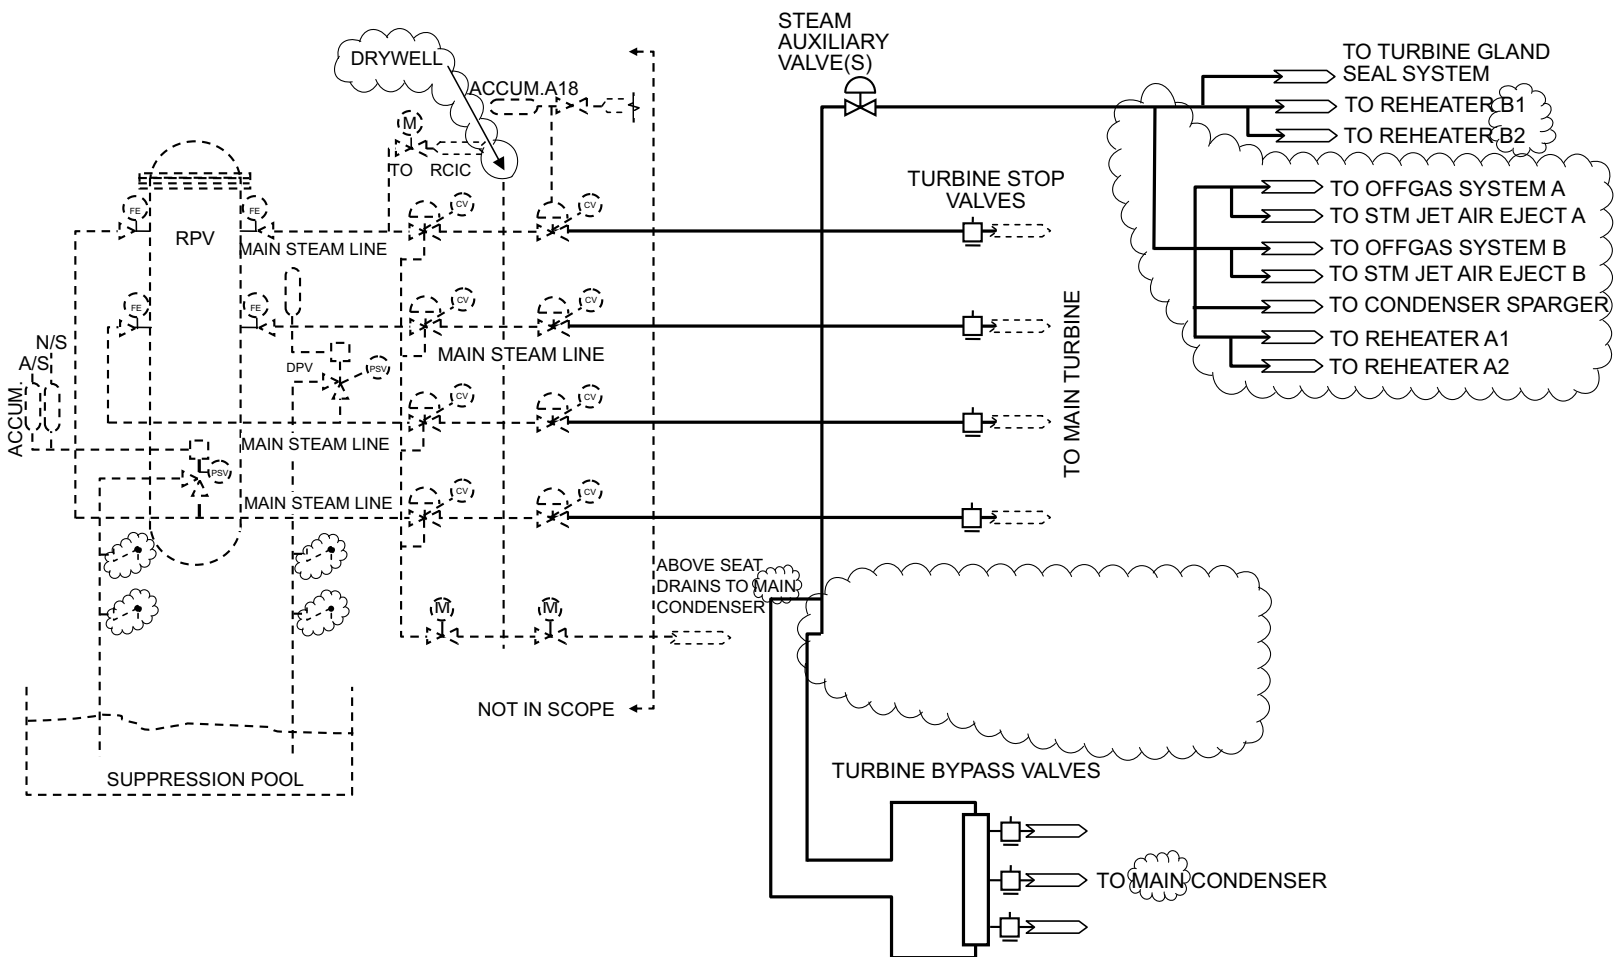 STEAM
AUXILIARY
VALVE(S)
TO TURBINE GLAND
SEAL SYSTEM
TO REHEATER B1
TO REHEATER B2
TO OFFGAS SYSTEM A
TO STM JET AIR EJECT A
TO OFFGAS SYSTEM B
TO STM JET AIR EJECT B
TO CONDENSER SPARGER
TO REHEATER A1
TO REHEATER A2
DRYWELL
ACCUM.A18
M
TO RCIC
TURBINE STOP
VALVES
FE
FE
CV
CV
RPV
MAIN STEAM LINE
FE
FE
CV
CV
MAIN STEAM LINE
TO MAIN TURBINE
N/S
A/S
ACCUM.
DPV
PSV
CV
CV
MAIN STEAM LINE
PSV
CV
CV
MAIN STEAM LINE
ABOVE SEAT
DRAINS TO MAIN
CONDENSER
M
M
NOT IN SCOPE
SUPPRESSION POOL
TURBINE BYPASS VALVES
TO MAIN CONDENSER